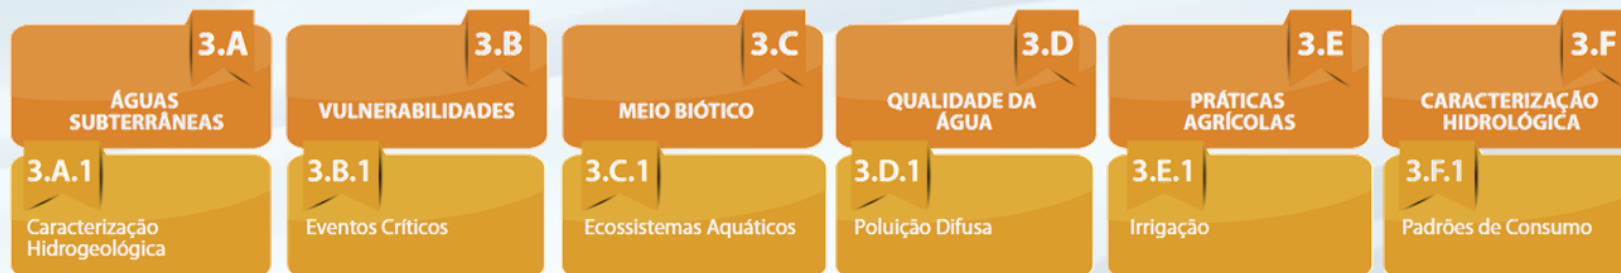 3.A
ÁGUAS
SUBTERRÂNEAS
3.A.1
Caracterização
Hidrogeológica
3.B
VULNERABILIDADES
3.B.1
Eventos Críticos
3.C
MEIO BIÓTICO
3.C.1
Ecossistemas Aquáticos
3.D
QUALIDADE DA
ÁGUA
3.D.1
Poluição Difusa
3.E
PRÁTICAS
AGRÍCOLAS
3.E.1
Irrigação
3.F
CARACTERIZAÇÃO
HIDROLÓGICA
3.F.1
Padrões de Consumo